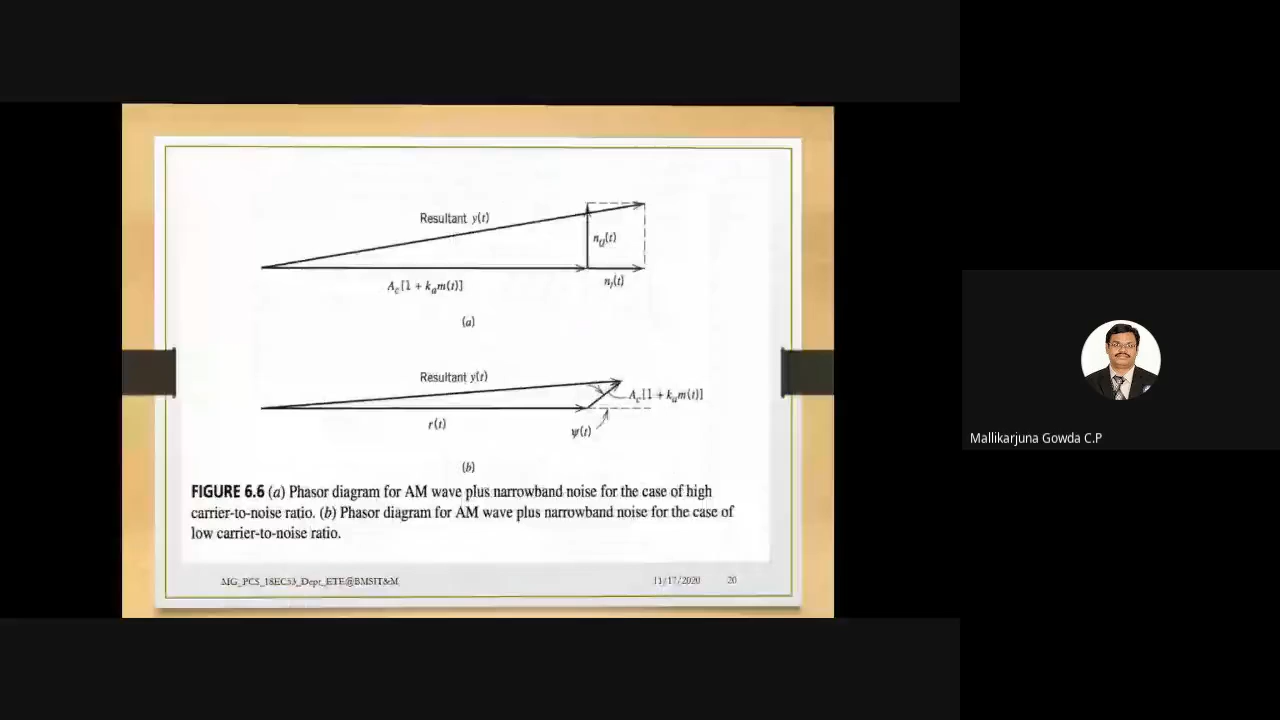 Resultant y(t)
n_Q(t)
A_c[1 + k_a m(t)]
n_I(t)
(a)
Resultant y(t)
A_c[1 + k_a m(t)]
r(t)
ψ(t)
(b)
FIGURE 6.6 (a) Phasor diagram for AM wave plus narrowband noise for the case of high
carrier-to-noise ratio. (b) Phasor diagram for AM wave plus narrowband noise for the case of
low carrier-to-noise ratio.
MG_PCS_18EC53_Dept_ETE@BMSIT&M 11/17/2020 20
Mallikarjuna Gowda C.P